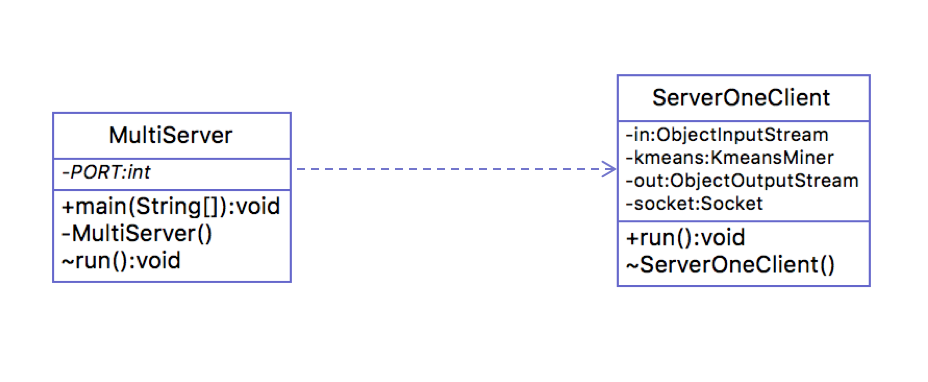 MultiServer
-PORT:int
+main(String[]):void
-MultiServer()
~run():void
ServerOneClient
-in:ObjectInputStream
-kmeans:KmeansMiner
-out:ObjectOutputStream
-socket:Socket
+run():void
~ServerOneClient()